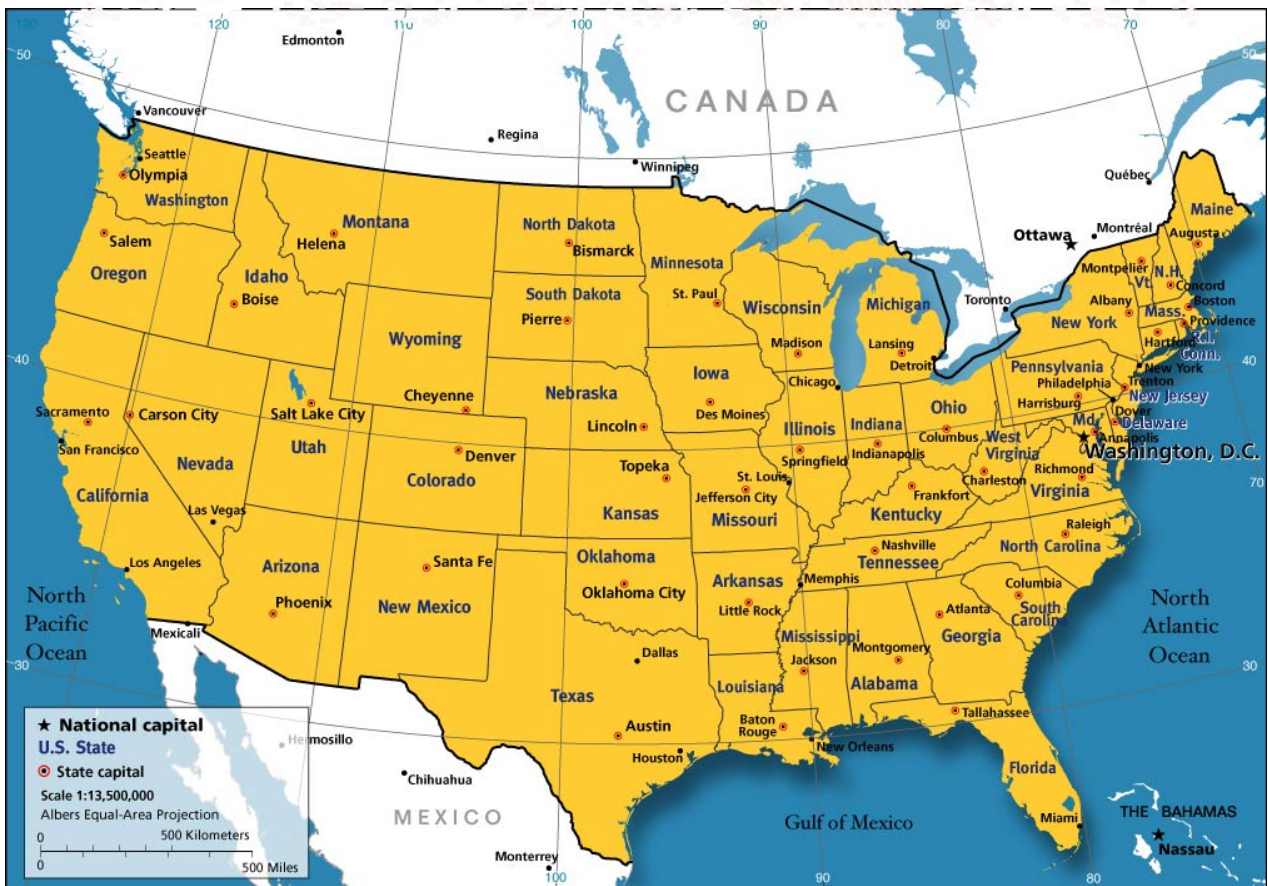 130
120
110
100
90
80
70
50
50
Edmonton
CANADA
Vancouver
Regina
Winnipeg
Québec
Seattle
Olympia
Washington
Montana
Helena
North Dakota
Bismarck
Minnesota
St. Paul
Ottawa
Montréal
Maine
Augusta
Salem
Oregon
Idaho
Boise
South Dakota
Pierre
Wisconsin
Madison
Michigan
Lansing
Detroit
Toronto
Montpelier
Vt.
N.H.
Concord
Albany
New York
Boston
Mass.
Providence
Hartford
R.I.
Conn.
40
40
Wyoming
Cheyenne
Nebraska
Lincoln
Iowa
Des Moines
Chicago
Pennsylvania
Philadelphia
Harrisburg
New York
Trenton
New Jersey
Sacramento
San Francisco
Carson City
Nevada
California
Salt Lake City
Utah
Denver
Colorado
Topeka
Kansas
Illinois
Springfield
Indiana
Indianapolis
Ohio
Columbus
West
Virginia
Charleston
Md.
Dover
Delaware
Annapolis
Washington, D.C.
Richmond
Virginia
70
St. Louis
Jefferson City
Missouri
Frankfort
Kentucky
Las Vegas
Los Angeles
Arizona
Phoenix
Santa Fe
New Mexico
Oklahoma
Oklahoma City
Arkansas
Little Rock
Memphis
Nashville
Tennessee
Raleigh
North Carolina
Columbia
South
Carolina
North
Pacific
Ocean
North
Atlantic
Ocean
Mexicali
30
30
Dallas
Texas
Austin
Houston
Louisiana
Baton
Rouge
New Orleans
Mississippi
Jackson
Montgomery
Alabama
Atlanta
Georgia
Tallahassee
Florida
Miami
Gulf of Mexico
THE BAHAMAS
Nassau
Hermosillo
Chihuahua
MEXICO
Monterrey
National capital
U.S. State
State capital
Scale 1:13,500,000
Albers Equal-Area Projection
0
500 Kilometers
0
500 Miles
100
90
80